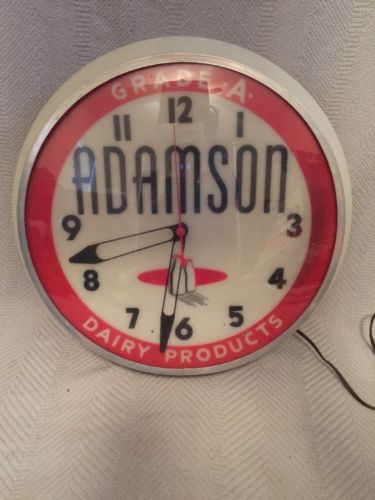 GRADE-A.
12
11 1
ADAMSON
9 3
8 4
7 5
6
DAIRY PRODUCTS